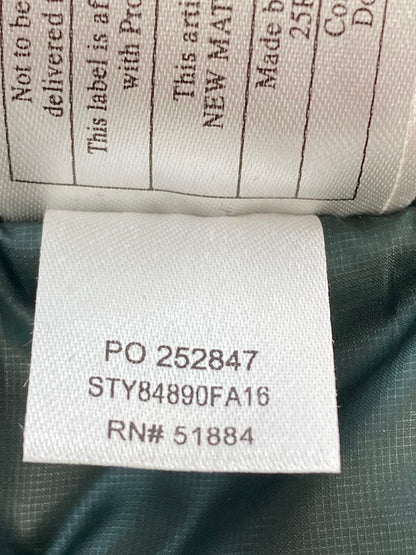 Not to be
delivered
This label is af
with Pro
This arti
NEW MAT
Made b
25
Co
Do
PO 252847
STY84890FA16
RN# 51884